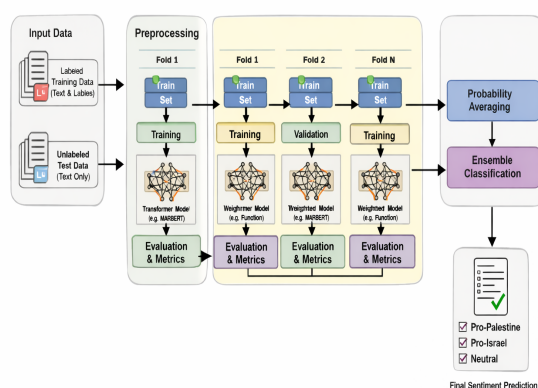 Input Data
Labeled
Training Data
(Text & Lables)
Unlabeled
Test Data
(Text Only)
Preprocessing
Fold 1
Train
Set
Training
Transformer Model
(e.g. MARBERT)
Evaluation
& Metrics
Fold 1
Train
Set
Training
Weighrmer Model
(e.g. Function)
Evaluation
& Metrics
Fold 2
Train
Set
Validation
Weighted Model
(e.g. MARBERT)
Evaluation
& Metrics
Fold N
Train
Set
Training
Weighted Model
(e.g. Function)
Evaluation
& Metrics
Probability
Averaging
Ensemble
Classification
Pro-Palestine
Pro-Israel
Neutral
Final Sentiment Prediction